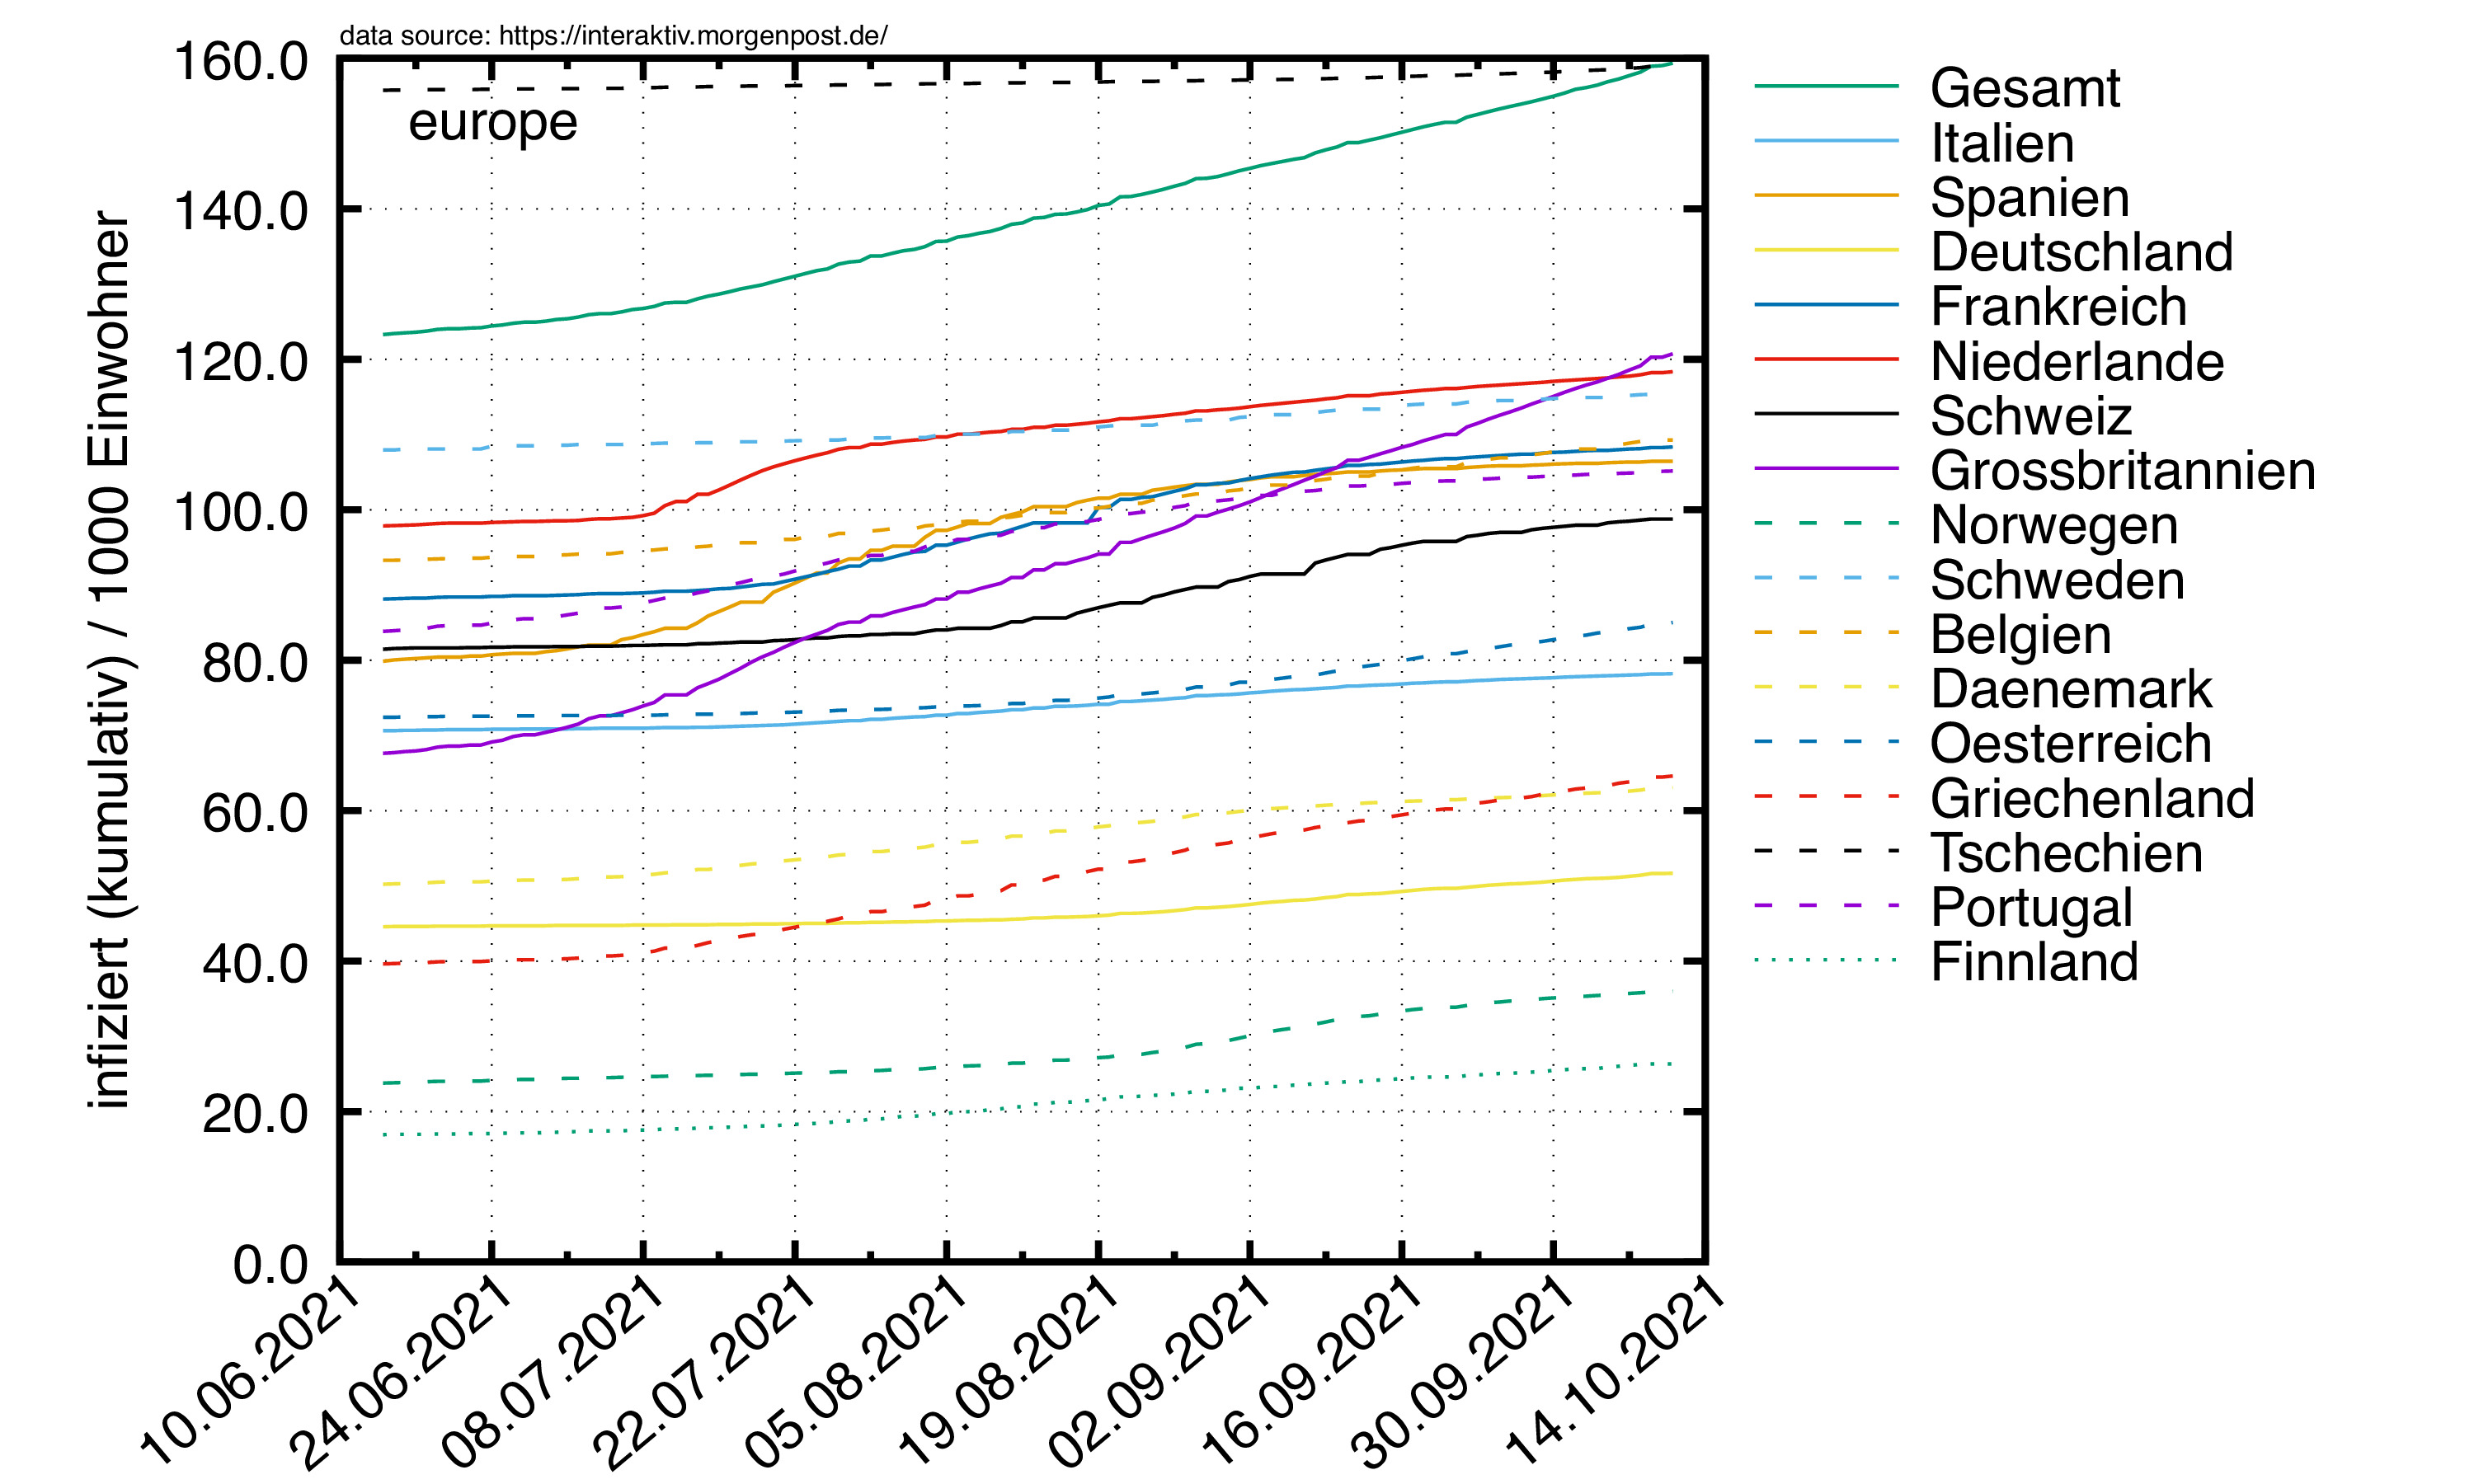 data source: https://interaktiv.morgenpost.de/
160.0
140.0
120.0
100.0
80.0
60.0
40.0
20.0
0.0
infiziert (kumulativ) / 1000 Einwohner
europe
10.06.2021
24.06.2021
08.07.2021
22.07.2021
05.08.2021
19.08.2021
02.09.2021
16.09.2021
30.09.2021
14.10.2021
Gesamt
Italien
Spanien
Deutschland
Frankreich
Niederlande
Schweiz
Grossbritannien
Norwegen
Schweden
Belgien
Daenemark
Oesterreich
Griechenland
Tschechien
Portugal
Finnland